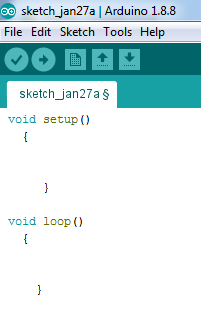 sketch_jan27a | Arduino 1.8.8
File Edit Sketch Tools Help
sketch_jan27a §
void setup()
{
}
void loop()
{
}